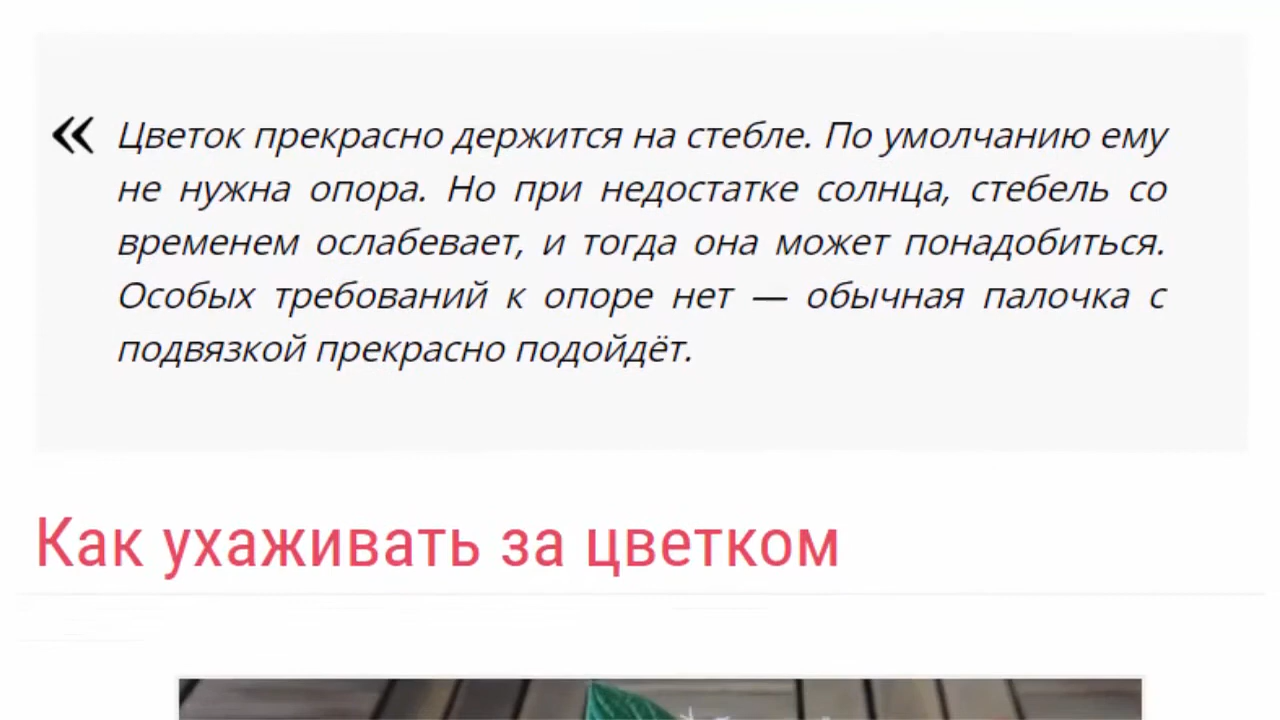 « Цветок прекрасно держится на стебле. По умолчанию ему
не нужна опора. Но при недостатке солнца, стебель со
временем ослабевает, и тогда она может понадобиться.
Особых требований к опоре нет — обычная палочка с
подвязкой прекрасно подойдёт.
Как ухаживать за цветком